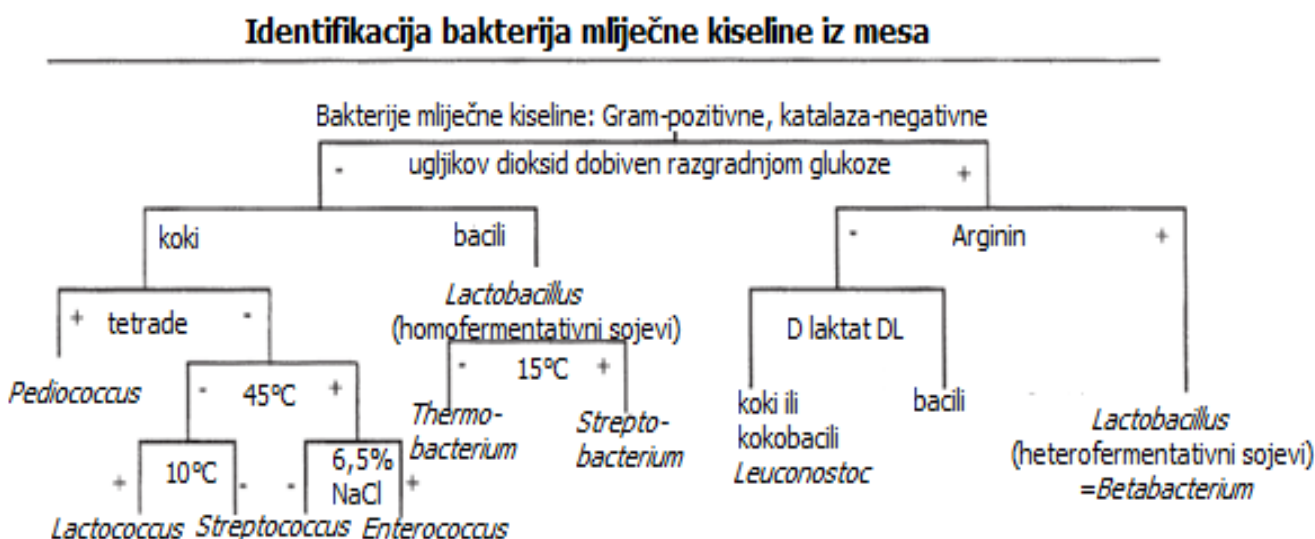 Identifikacija bakterija mliječne kiseline iz mesa
Bakterije mliječne kiseline: Gram-pozitivne, katalaza-negativne
- ugljikov dioksid dobiven razgradnjom glukoze +
koki bacili - Arginin +
+ tetrade -
Lactobacillus
(homofermentativni sojevi)
D laktat DL
- 15°C +
Pediococcus
- 45°C +
Thermo-
bacterium
Strepto-
bacterium
koki ili
kokobacili
Leuconostoc
bacili
Lactobacillus
(heterofermentativni sojevi)
=Betabacterium
+ 10°C -
- 6,5%
NaCl +
Lactococcus Streptococcus Enterococcus